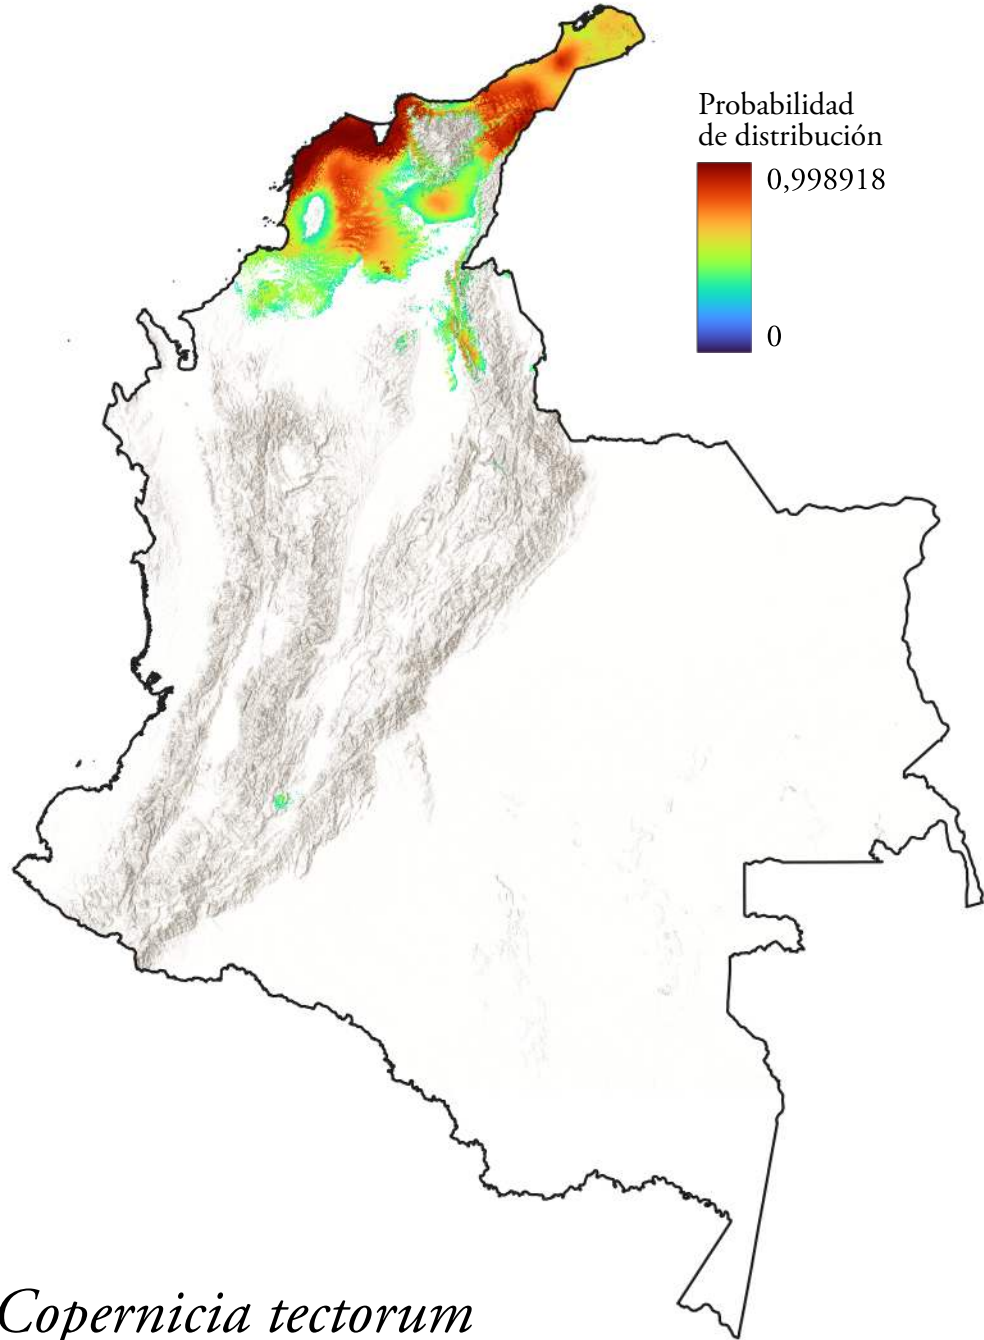 Probabilidad
de distribución
0,998918
0
Copernicia tectorum